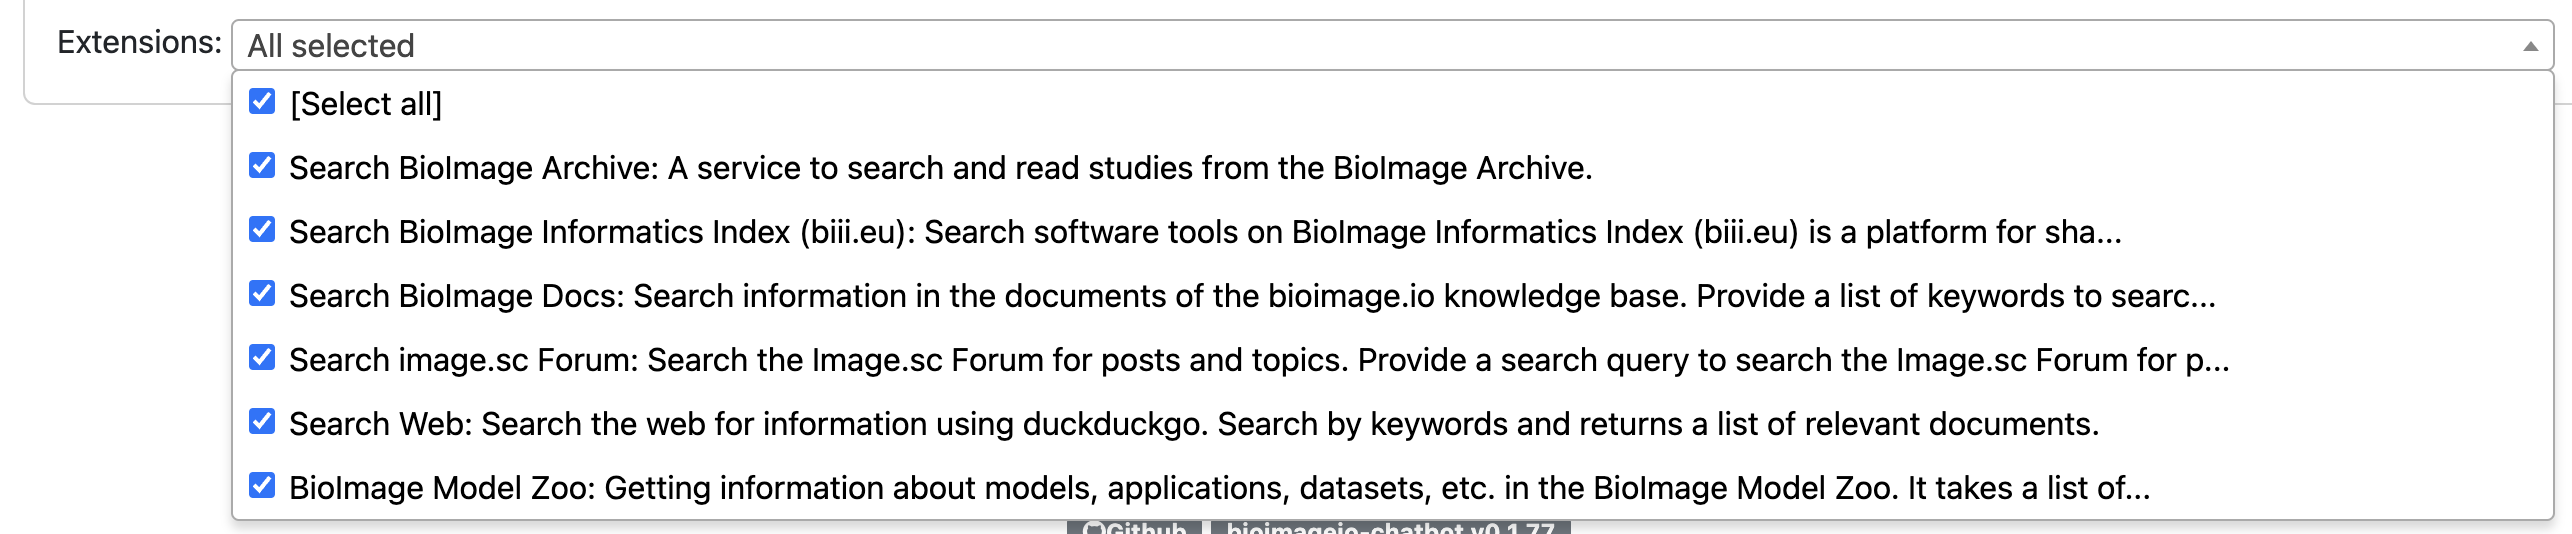 Extensions: All selected
[Select all]
Search BioImage Archive: A service to search and read studies from the BioImage Archive.
Search BioImage Informatics Index (biii.eu): Search software tools on BioImage Informatics Index (biii.eu) is a platform for sha...
Search BioImage Docs: Search information in the documents of the bioimage.io knowledge base. Provide a list of keywords to searc...
Search image.sc Forum: Search the Image.sc Forum for posts and topics. Provide a search query to search the Image.sc Forum for p...
Search Web: Search the web for information using duckduckgo. Search by keywords and returns a list of relevant documents.
BioImage Model Zoo: Getting information about models, applications, datasets, etc. in the BioImage Model Zoo. It takes a list of...
Github bioimageio-chatbot v0.1.77